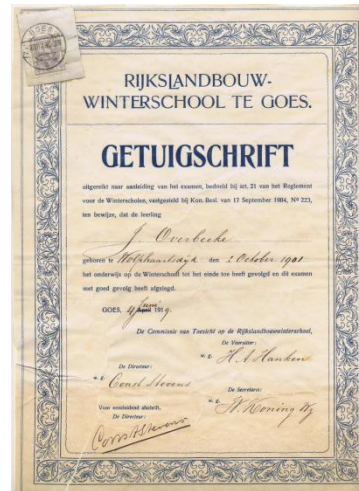 RIJKSLANDBOUW-
WINTERSCHOOL TE GOES.
GETUIGSCHRIFT
uitgereikt naar aanleiding van het examen, bedoeld bij art. 21 van het Reglement
voor de Winterscholen, vastgesteld bij Kon. Besl. van 17 September 1904, No 223,
ten bewijze, dat de leerling
J. Overbeeke
geboren te Wolphaartsdijk den 2 October 1901
het onderwijs op de Winterschool tot het einde toe heeft gevolgd en dit examen
met goed gevolg heeft afgelegd.
GOES, 4 Juni April 1919.
De Commissie van Toezicht op de Rijkslandbouwwinterschool,
De Voorzitter:
w. g. H. A. Hanken
De Directeur:
w. g. Const Stevens
De Secretaris:
w. g. W. Koning Wz
Voor eensluidend afschrift,
De Directeur:
Const Stevens